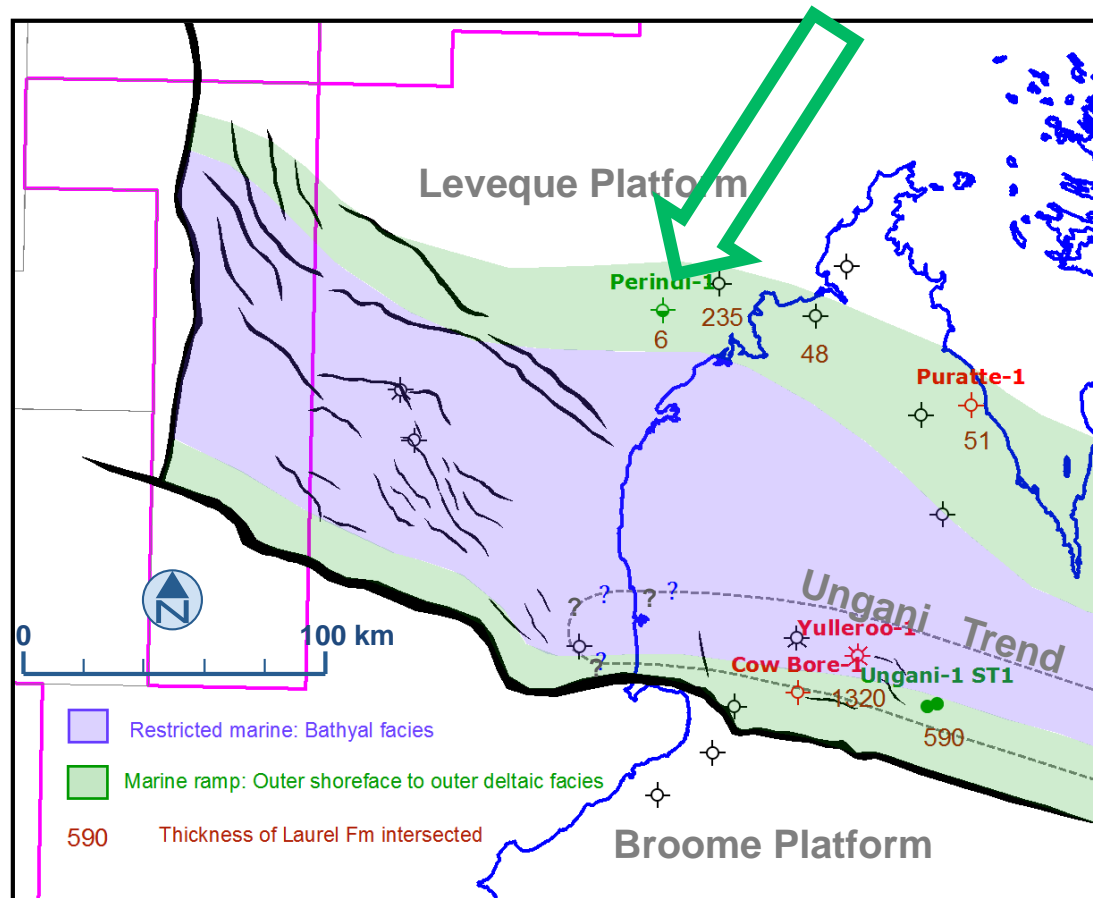 Leveque Platform
Perindi-1
6
235
48
Puratte-1
51
?
?
?
?
?
?
Ungani Trend
Yulleroo-1
Cow Bore-1
Ungani-1 ST1
1320
590
N
0 100 km
Restricted marine: Bathyal facies
Marine ramp: Outer shoreface to outer deltaic facies
590 Thickness of Laurel Fm intersected
Broome Platform